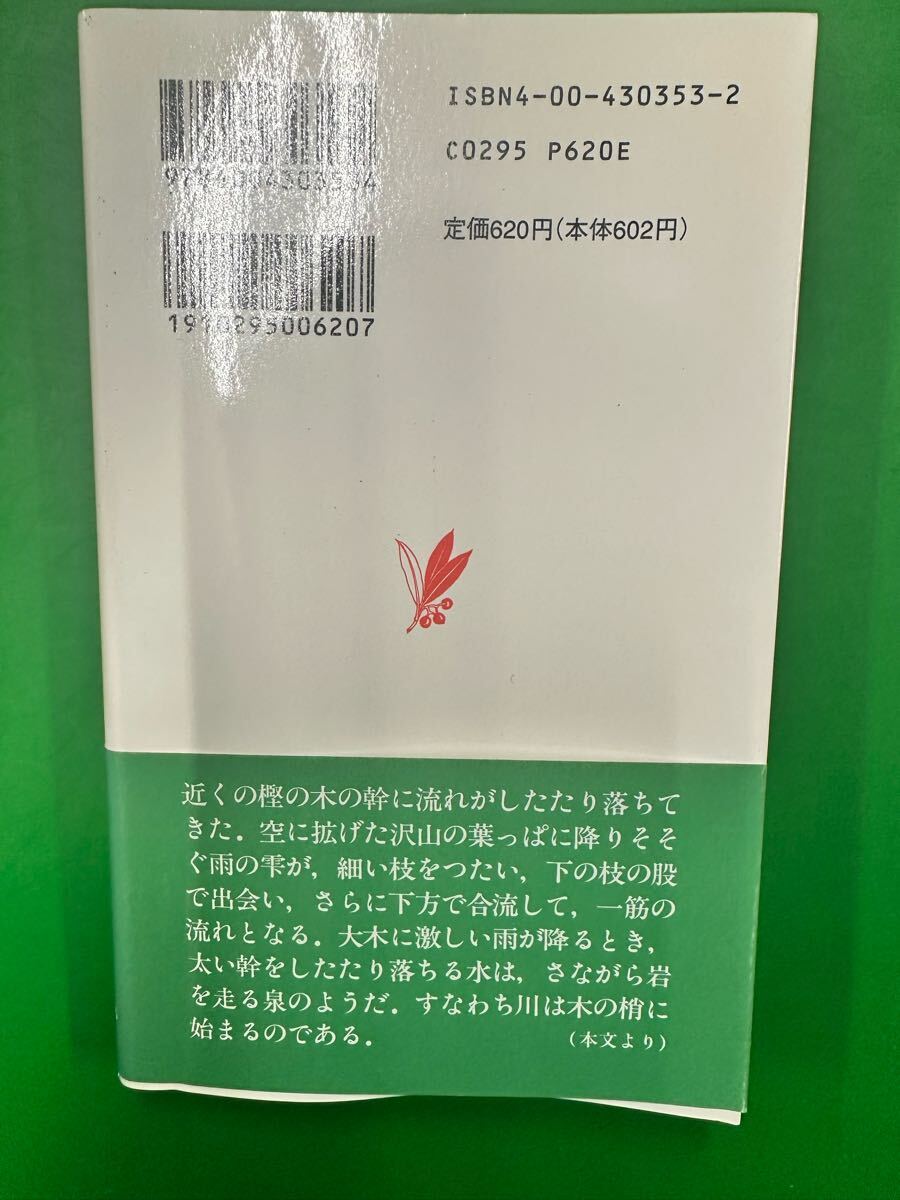 ISBN4-00-430353-2
C0295 P620E
定価620円(本体602円)
1910295006207
近くの樫の木の幹に流れがしたたり落ちて
きた．空に拡げた沢山の葉っぱに降りそそ
ぐ雨の雫が，細い枝をつたい，下の枝の股
で出会い，さらに下方で合流して，一筋の
流れとなる．大木に激しい雨が降るとき，
太い幹をしたたり落ちる水は，さながら岩
を走る泉のようだ．すなわち川は木の梢に
始まるのである．
（本文より）